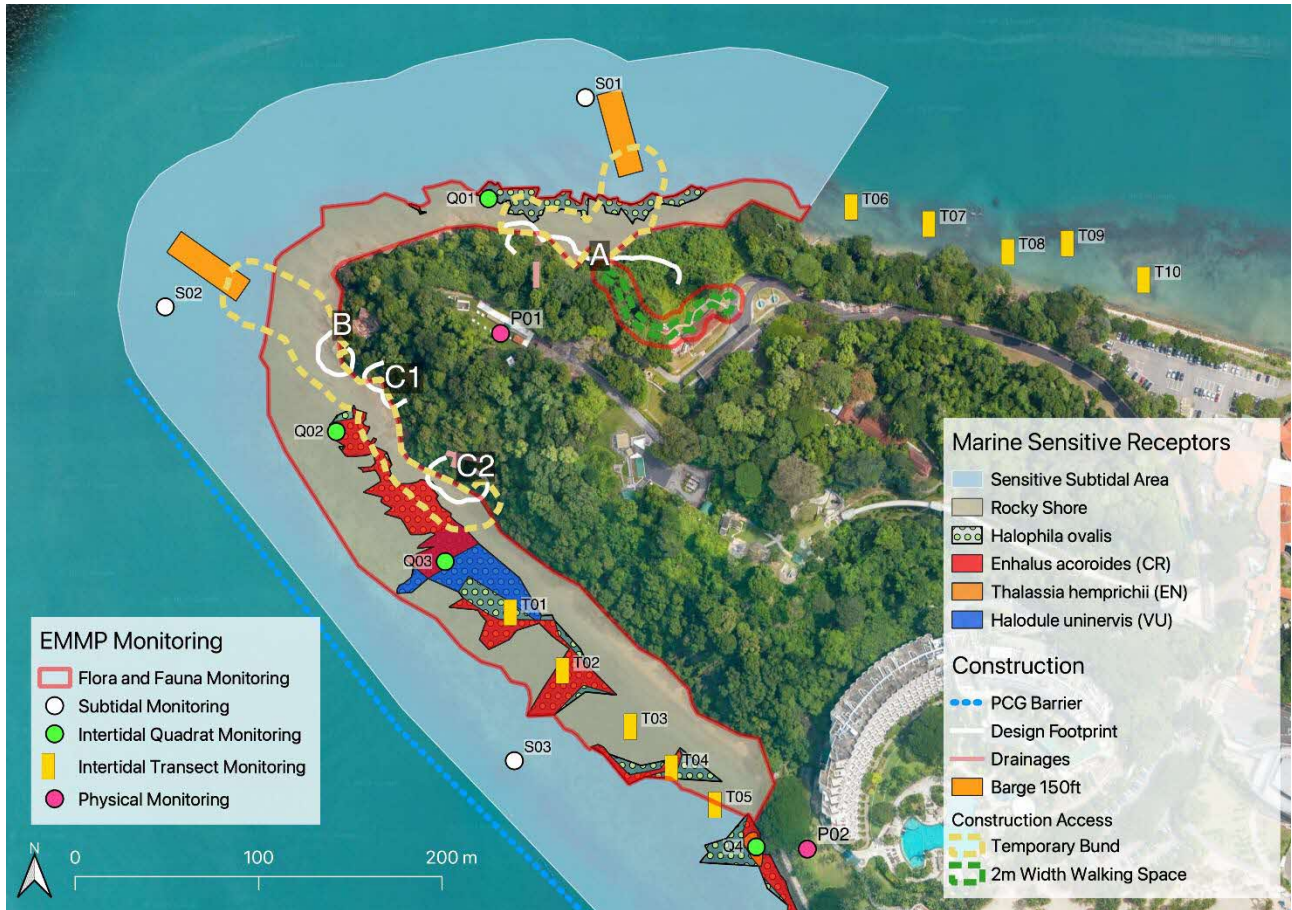 S01
Q01
T06
T07
T08
T09
T10
A
S02
P01
B
C1
Q02
C2
Q03
T01
T02
T03
S03
T04
T05
Q4
P02
EMMP Monitoring
Flora and Fauna Monitoring
Subtidal Monitoring
Intertidal Quadrat Monitoring
Intertidal Transect Monitoring
Physical Monitoring
N
0 100 200 m
Marine Sensitive Receptors
Sensitive Subtidal Area
Rocky Shore
Halophila ovalis
Enhalus acoroides (CR)
Thalassia hemprichii (EN)
Halodule uninervis (VU)
Construction
PCG Barrier
Design Footprint
Drainages
Barge 150ft
Construction Access
Temporary Bund
2m Width Walking Space